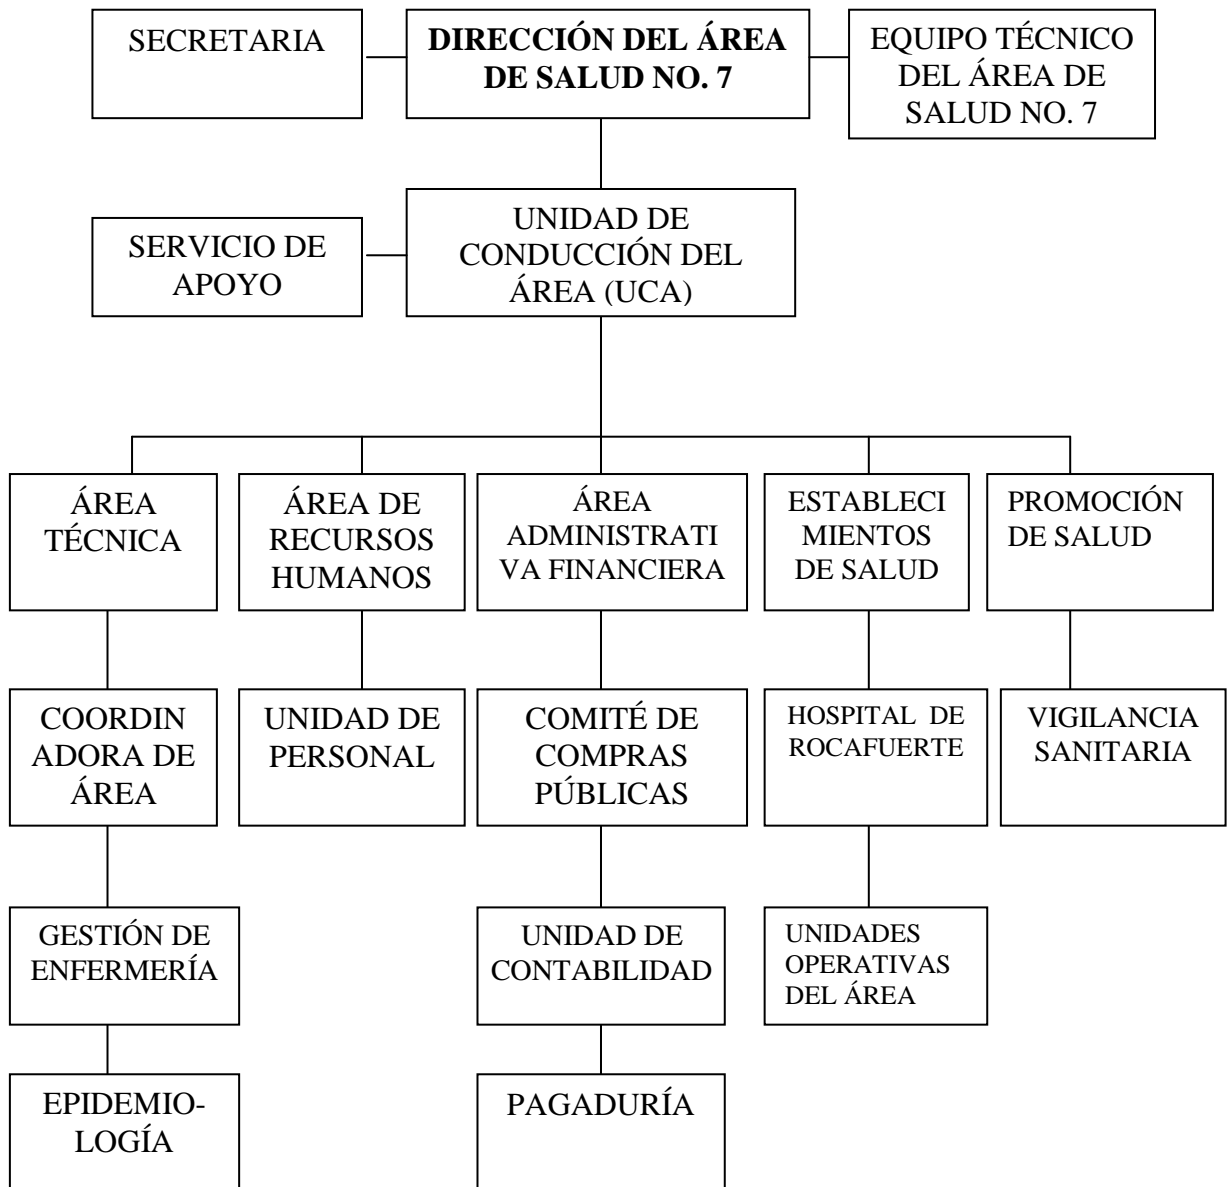 SECRETARIA
DIRECCIÓN DEL ÁREA
DE SALUD NO. 7
EQUIPO TÉCNICO
DEL ÁREA DE
SALUD NO. 7
SERVICIO DE
APOYO
UNIDAD DE
CONDUCCIÓN DEL
ÁREA (UCA)
ÁREA
TÉCNICA
ÁREA DE
RECURSOS
HUMANOS
ÁREA
ADMINISTRATI
VA FINANCIERA
ESTABLECI
MIENTOS
DE SALUD
PROMOCIÓN
DE SALUD
COORDIN
ADORA DE
ÁREA
UNIDAD DE
PERSONAL
COMITÉ DE
COMPRAS
PÚBLICAS
HOSPITAL DE
ROCAFUERTE
VIGILANCIA
SANITARIA
GESTIÓN DE
ENFERMERÍA
UNIDAD DE
CONTABILIDAD
UNIDADES
OPERATIVAS
DEL ÁREA
EPIDEMIO-
LOGÍA
PAGADURÍA